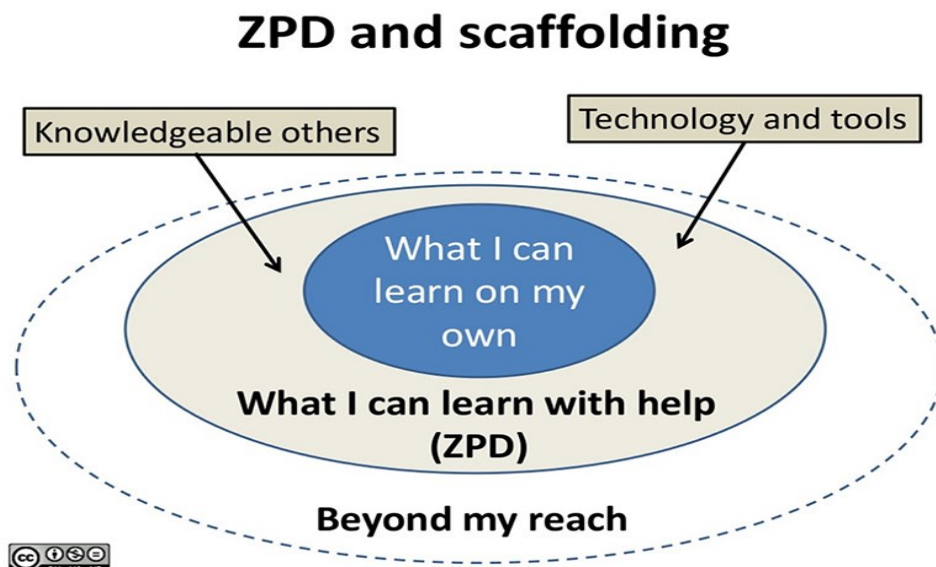 ZPD and scaffolding
Knowledgeable others
Technology and tools
What I can
learn on my
own
What I can learn with help
(ZPD)
Beyond my reach
cc